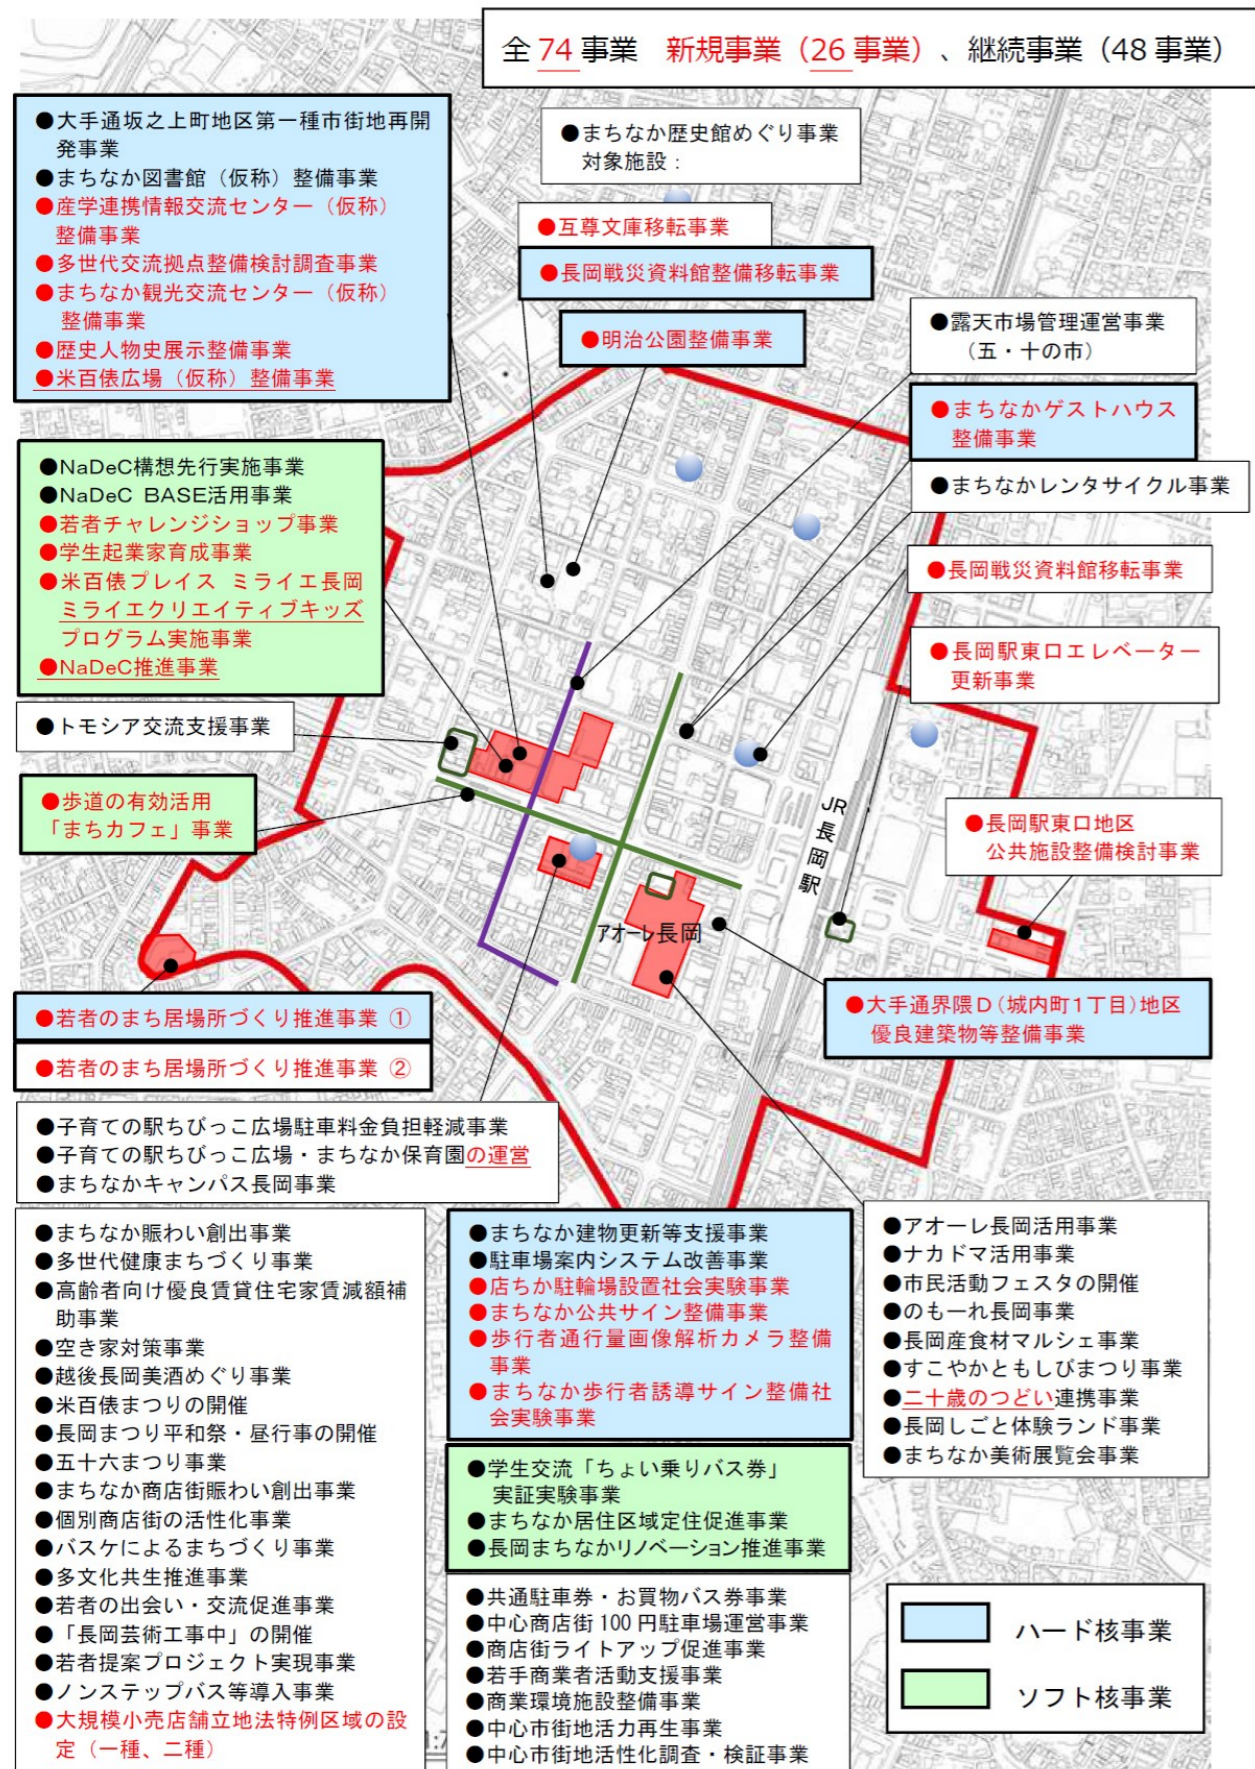 全 74 事業　新規事業（26 事業）、継続事業（48 事業）
●大手通坂之上町地区第一種市街地再開
発事業
●まちなか図書館（仮称）整備事業
●産学連携情報交流センター（仮称）
整備事業
●多世代交流拠点整備検討調査事業
●まちなか観光交流センター（仮称）
整備事業
●歴史人物史展示整備事業
●米百俵広場（仮称）整備事業
●まちなか歴史館めぐり事業
対象施設：
●互尊文庫移転事業
●長岡戦災資料館整備移転事業
●明治公園整備事業
●露天市場管理運営事業
（五・十の市）
●まちなかゲストハウス
整備事業
●まちなかレンタサイクル事業
●長岡戦災資料館移転事業
●長岡駅東口エレベーター
更新事業
●NaDeC構想先行実施事業
●NaDeC BASE活用事業
●若者チャレンジショップ事業
●学生起業家育成事業
●米百俵プレイス ミライエ長岡
ミライエクリエイティブキッズ
プログラム実施事業
●NaDeC推進事業
●トモシア交流支援事業
●歩道の有効活用
「まちカフェ」事業
JR長岡駅
●長岡駅東口地区
公共施設整備検討事業
アオーレ長岡
●大手通界隈D（城内町1丁目）地区
優良建築物等整備事業
●若者のまち居場所づくり推進事業 ①
●若者のまち居場所づくり推進事業 ②
●子育ての駅ちびっこ広場駐車料金負担軽減事業
●子育ての駅ちびっこ広場・まちなか保育園の運営
●まちなかキャンパス長岡事業
●まちなか賑わい創出事業
●多世代健康まちづくり事業
●高齢者向け優良賃貸住宅家賃減額補
助事業
●空き家対策事業
●越後長岡美酒めぐり事業
●米百俵まつりの開催
●長岡まつり平和祭・昼行事の開催
●五十六まつり事業
●まちなか商店街賑わい創出事業
●個別商店街の活性化事業
●バスケによるまちづくり事業
●多文化共生推進事業
●若者の出会い・交流促進事業
●「長岡芸術工事中」の開催
●若者提案プロジェクト実現事業
●ノンステップバス等導入事業
●大規模小売店舗立地法特例区域の設
定（一種、二種）
●まちなか建物更新等支援事業
●駐車場案内システム改善事業
●店ちか駐輪場設置社会実験事業
●まちなか公共サイン整備事業
●歩行者通行量画像解析カメラ整備
事業
●まちなか歩行者誘導サイン整備社
会実験事業
●学生交流「ちょい乗りバス券」
実証実験事業
●まちなか居住区域定住促進事業
●長岡まちなかリノベーション推進事業
●共通駐車券・お買物バス券事業
●中心商店街 100 円駐車場運営事業
●商店街ライトアップ促進事業
●若手商業者活動支援事業
●商業環境施設整備事業
●中心市街地活力再生事業
●中心市街地活性化調査・検証事業
●アオーレ長岡活用事業
●ナカドマ活用事業
●市民活動フェスタの開催
●のもーれ長岡事業
●長岡産食材マルシェ事業
●すこやかともしびまつり事業
●二十歳のつどい連携事業
●長岡しごと体験ランド事業
●まちなか美術展覧会事業
ハード核事業
ソフト核事業